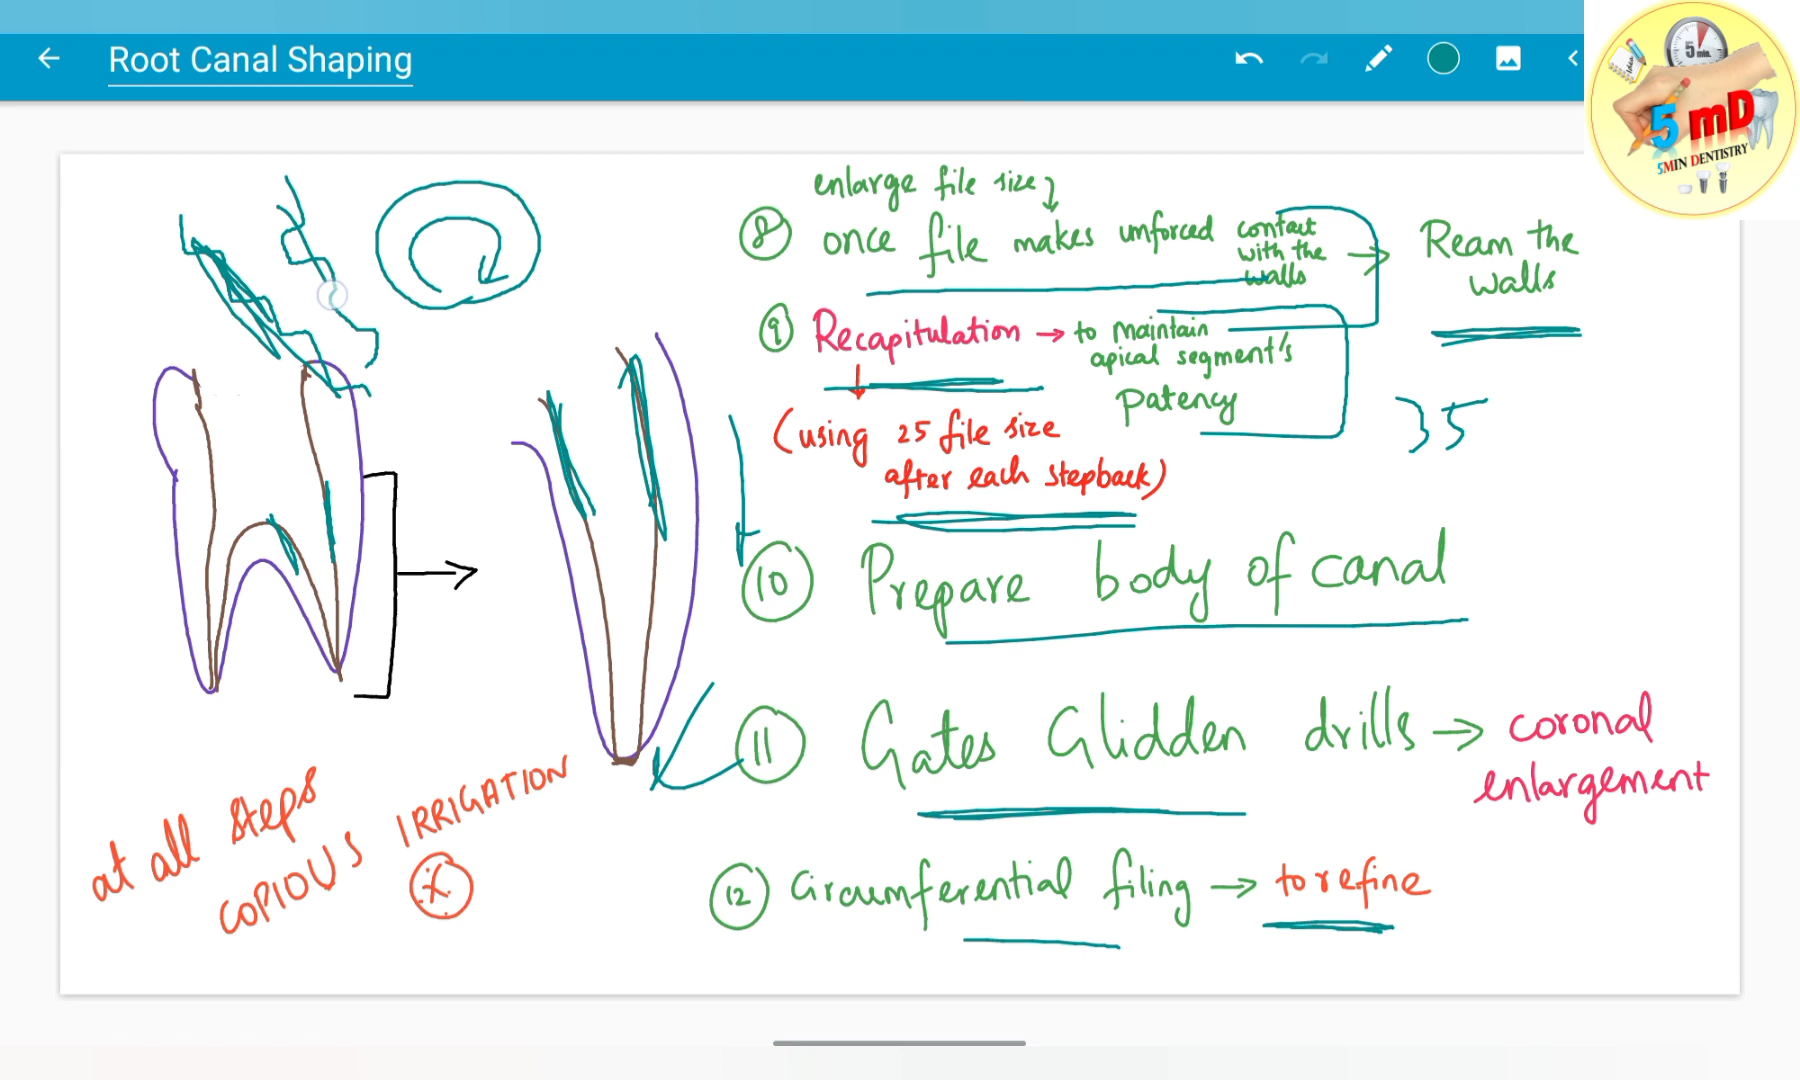 Root Canal Shaping
5 min.
Idea
5 mD
5MIN DENTISTRY
enlarge file size
8 once file makes unforced contact with the walls → Ream the walls
9 Recapitulation → to maintain apical segment's Patency
(using 25 file size
after each stepback)
35
10 Prepare body of canal
11 Gates Glidden drills → coronal enlargement
12 Circumferential filing → to refine
at all steps
COPIOUS IRRIGATION